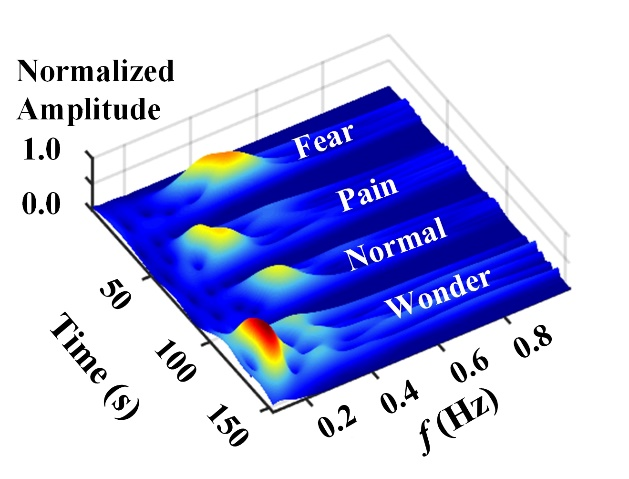 Normalized
Amplitude
1.0
0.0
Fear
Pain
Normal
Wonder
50
100
150
Time (s)
0.2
0.4
0.6
0.8
f (Hz)